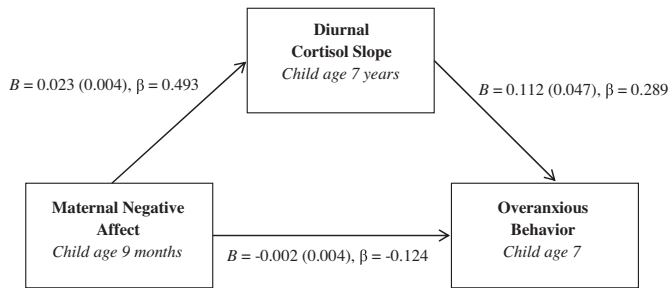 Diurnal
Cortisol Slope
Child age 7 years
B = 0.023 (0.004), β = 0.493
B = 0.112 (0.047), β = 0.289
Maternal Negative
Affect
Child age 9 months
B = -0.002 (0.004), β = -0.124
Overanxious
Behavior
Child age 7